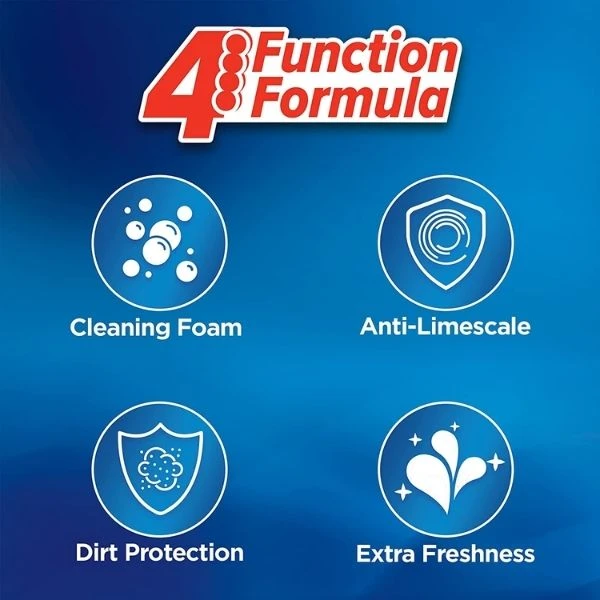 4 Function
Formula
Cleaning Foam
Anti-Limescale
Dirt Protection
Extra Freshness